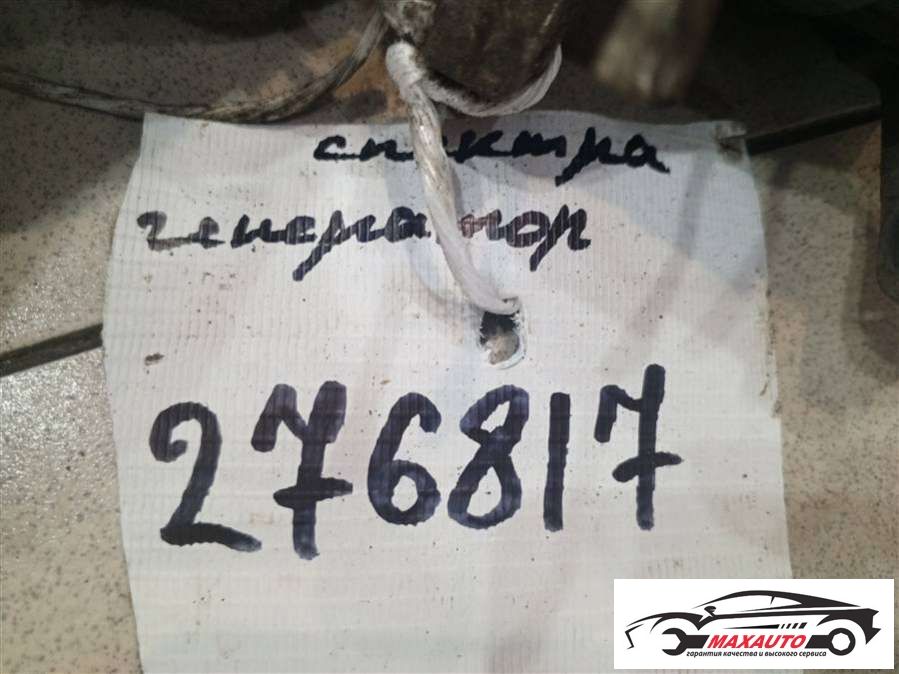 спектра
генератор
276817
MAXAUTO
гарантия качества и высокого сервиса